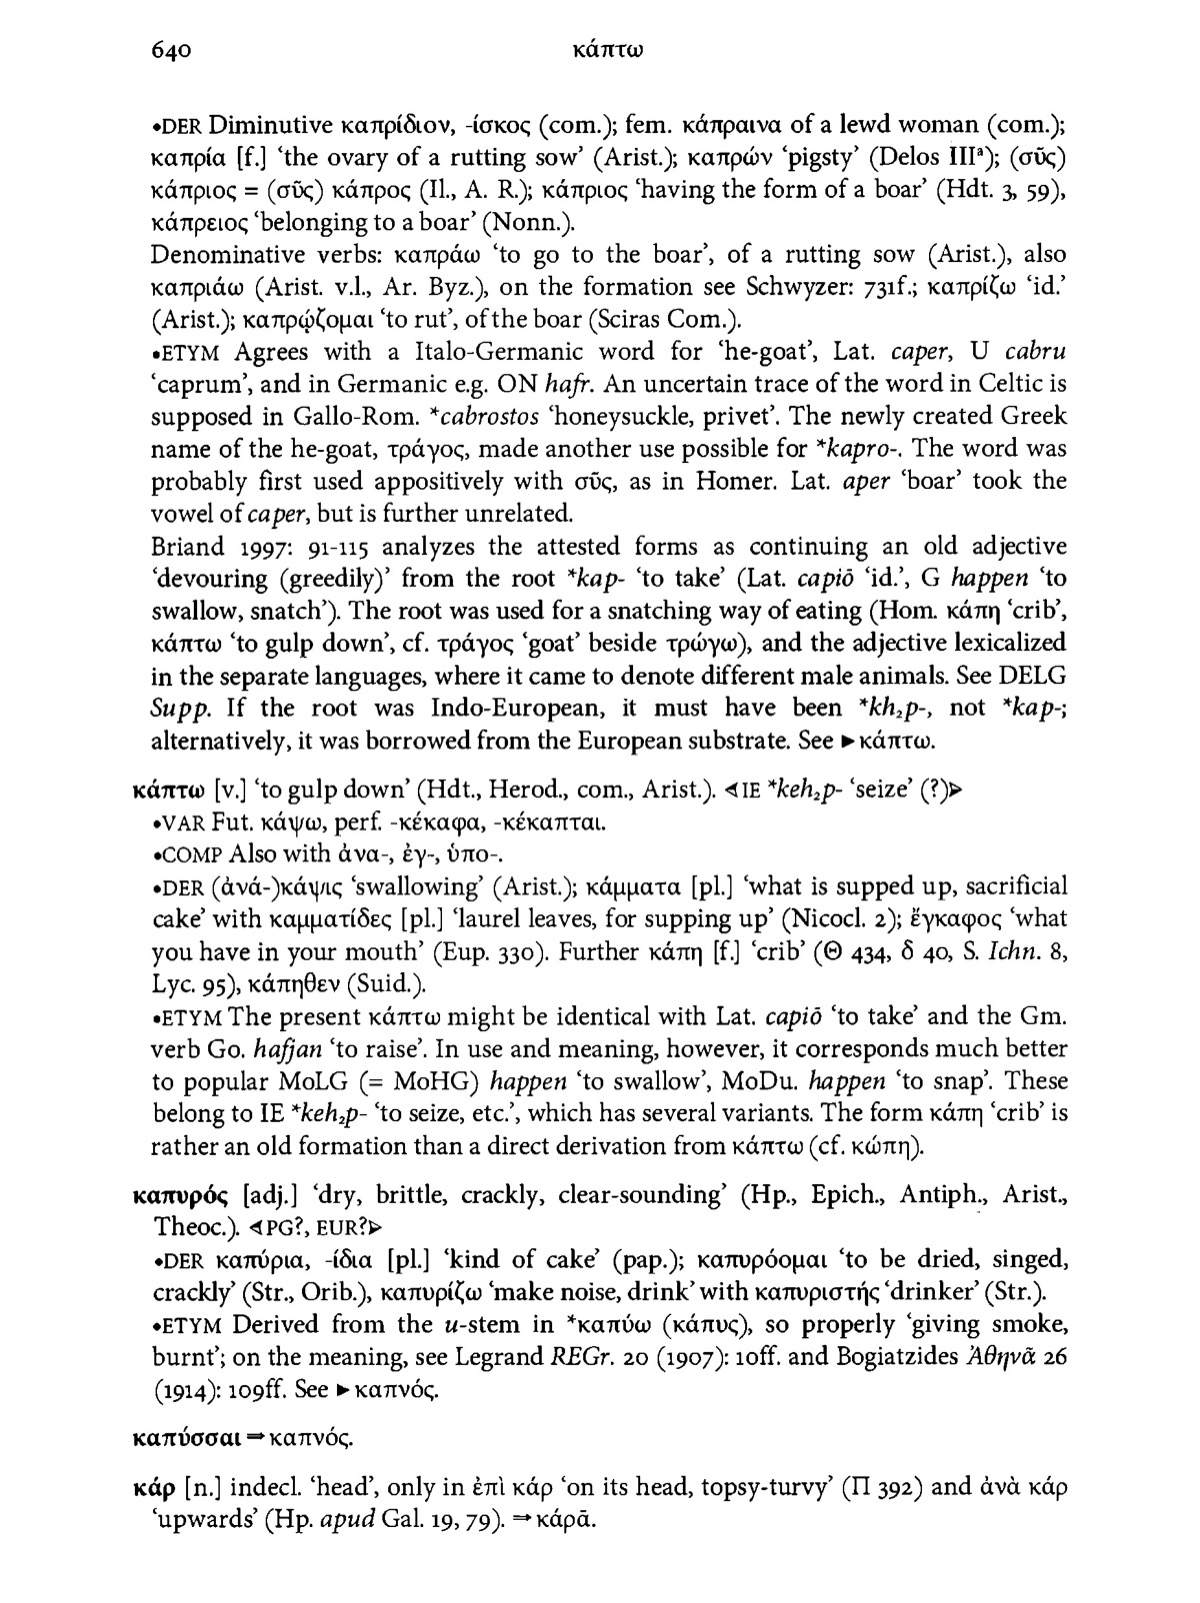 640 κάπτω
•DER Diminutive καπρίδιον, -ίσκος (com.); fem. κάπραινα of a lewd woman (com.);
καπρία [f.] ‘the ovary of a rutting sow’ (Arist.); καπρών ‘pigsty’ (Delos IIIᵃ); (σῦς)
κάπριος = (σῦς) κάπρος (Il., A. R.); κάπριος ‘having the form of a boar’ (Hdt. 3, 59),
κάπρειος ‘belonging to a boar’ (Nonn.).
Denominative verbs: καπράω ‘to go to the boar’, of a rutting sow (Arist.), also
καπριάω (Arist. v.l., Ar. Byz.), on the formation see Schwyzer: 731f.; καπρίζω ‘id.’
(Arist.); καπρῴζομαι ‘to rut’, of the boar (Sciras Com.).
•ETYM Agrees with a Italo-Germanic word for ‘he-goat’, Lat. caper, U cabru
‘caprum’, and in Germanic e.g. ON hafr. An uncertain trace of the word in Celtic is
supposed in Gallo-Rom. *cabrostos ‘honeysuckle, privet’. The newly created Greek
name of the he-goat, τράγος, made another use possible for *kapro-. The word was
probably first used appositively with σῦς, as in Homer. Lat. aper ‘boar’ took the
vowel of caper, but is further unrelated.
Briand 1997: 91-115 analyzes the attested forms as continuing an old adjective
‘devouring (greedily)’ from the root *kap- ‘to take’ (Lat. capiō ‘id.’, G happen ‘to
swallow, snatch’). The root was used for a snatching way of eating (Hom. κάπη ‘crib’,
κάπτω ‘to gulp down’, cf. τράγος ‘goat’ beside τρώγω), and the adjective lexicalized
in the separate languages, where it came to denote different male animals. See DELG
Supp. If the root was Indo-European, it must have been *kh₂p-, not *kap-;
alternatively, it was borrowed from the European substrate. See ►κάπτω.
κάπτω [v.] ‘to gulp down’ (Hdt., Herod., com., Arist.). ⊲IE *keh₂p- ‘seize’ (?)⊳
•VAR Fut. κάψω, perf. -κέκαφα, -κέκαπται.
•COMP Also with ἀνα-, ἐγ-, ὑπο-.
•DER (ἀνά-)κάψις ‘swallowing’ (Arist.); κάμματα [pl.] ‘what is supped up, sacrificial
cake’ with καμματίδες [pl.] ‘laurel leaves, for supping up’ (Nicocl. 2); ἔγκαφος ‘what
you have in your mouth’ (Eup. 330). Further κάπη [f.] ‘crib’ (Θ 434, δ 40, S. Ichn. 8,
Lyc. 95), κάπηθεν (Suid.).
•ETYM The present κάπτω might be identical with Lat. capiō ‘to take’ and the Gm.
verb Go. hafjan ‘to raise’. In use and meaning, however, it corresponds much better
to popular MoLG (= MoHG) happen ‘to swallow’, MoDu. happen ‘to snap’. These
belong to IE *keh₂p- ‘to seize, etc.’, which has several variants. The form κάπη ‘crib’ is
rather an old formation than a direct derivation from κάπτω (cf. κώπη).
καπυρός [adj.] ‘dry, brittle, crackly, clear-sounding’ (Hp., Epich., Antiph., Arist.,
Theoc.). ⊲PG?, EUR?⊳
•DER καπύρια, -ίδια [pl.] ‘kind of cake’ (pap.); καπυρόομαι ‘to be dried, singed,
crackly’ (Str., Orib.), καπυρίζω ‘make noise, drink’ with καπυριστής ‘drinker’ (Str.).
•ETYM Derived from the u-stem in *καπύω (κάπυς), so properly ‘giving smoke,
burnt’; on the meaning, see Legrand REGr. 20 (1907): 10ff. and Bogiatzides Ἀθηνᾶ 26
(1914): 109ff. See ►καπνός.
καπύσσαι ⇒ καπνός.
κάρ [n.] indecl. ‘head’, only in ἐπὶ κάρ ‘on its head, topsy-turvy’ (Π 392) and ἀνὰ κάρ
‘upwards’ (Hp. apud Gal. 19, 79). ⇒ κάρᾱ.